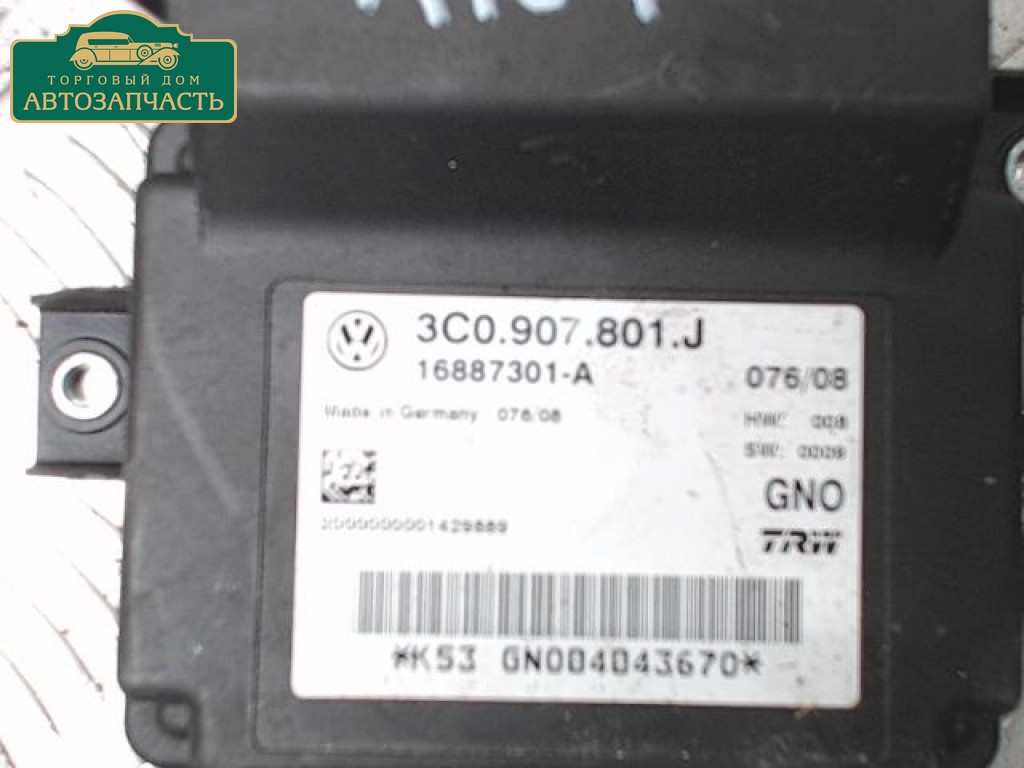 ТОРГОВЫЙ ДОМ
АВТОЗАПЧАСТЬ
3C0.907.801.J
16887301-A
076/08
Made in Germany 076/08
HW: 008
SW: 0009
GNO
TRW
*K53 GN004043670*